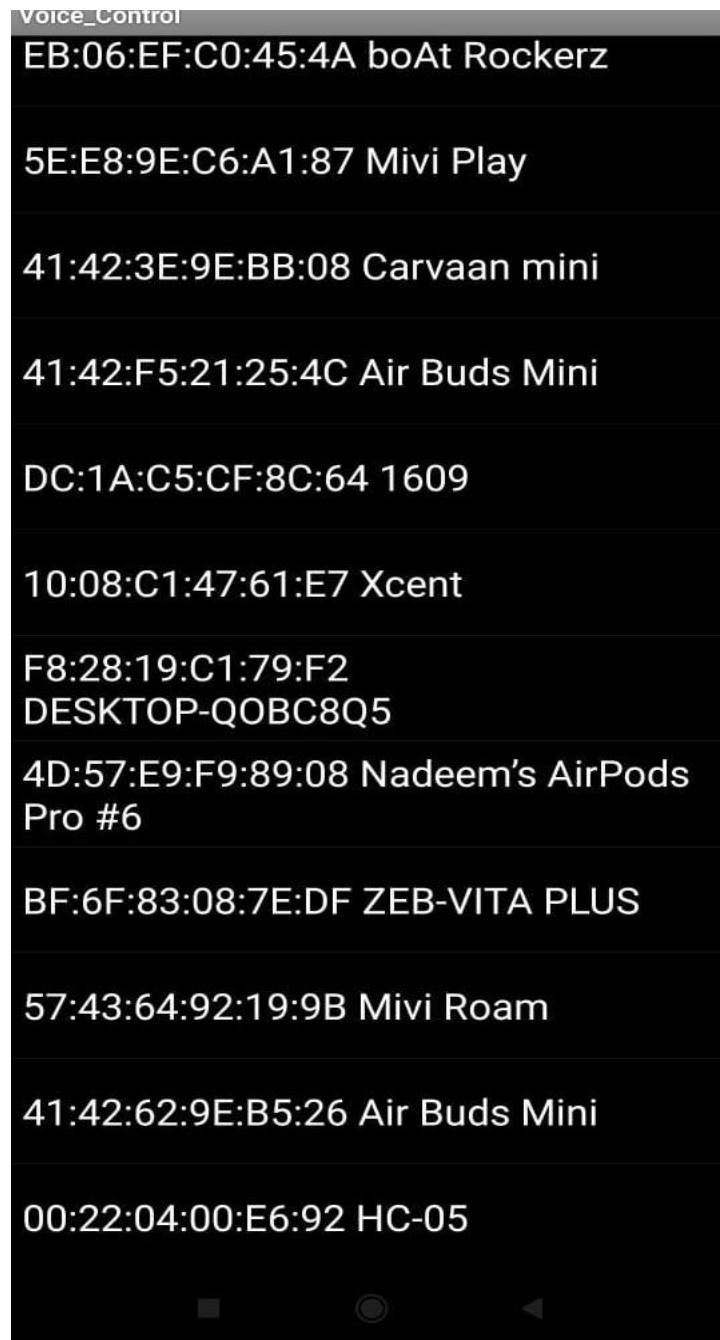 Voice_Control
EB:06:EF:C0:45:4A boAt Rockerz
5E:E8:9E:C6:A1:87 Mivi Play
41:42:3E:9E:BB:08 Carvaan mini
41:42:F5:21:25:4C Air Buds Mini
DC:1A:C5:CF:8C:64 1609
10:08:C1:47:61:E7 Xcent
F8:28:19:C1:79:F2
DESKTOP-QOBC8Q5
4D:57:E9:F9:89:08 Nadeem’s AirPods
Pro #6
BF:6F:83:08:7E:DF ZEB-VITA PLUS
57:43:64:92:19:9B Mivi Roam
41:42:62:9E:B5:26 Air Buds Mini
00:22:04:00:E6:92 HC-05